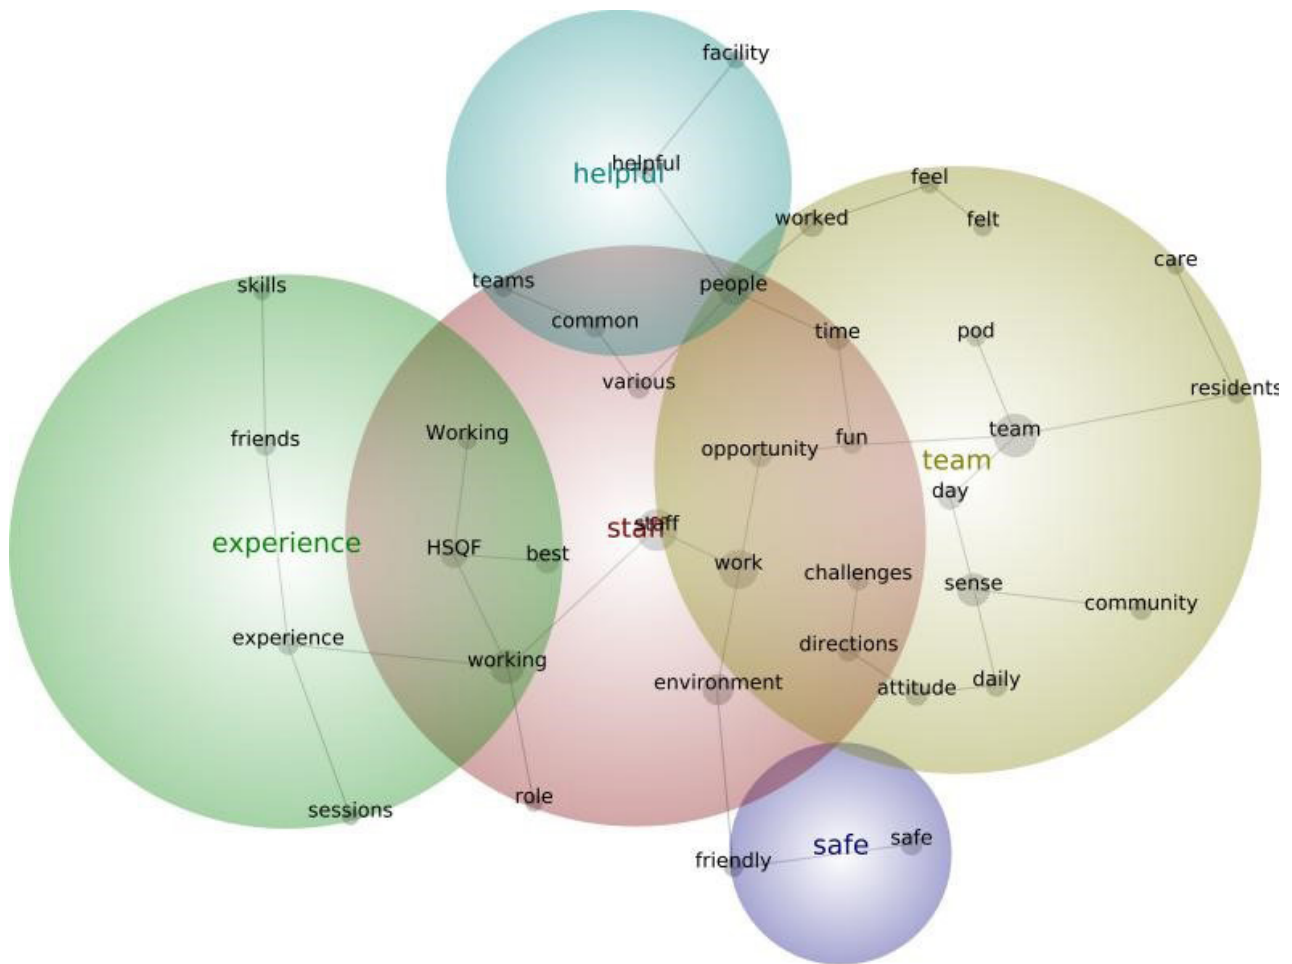 facility
helpful
helpful
feel
worked
felt
care
skills
teams
people
common
time
pod
various
residents
friends
Working
opportunity
fun
team
team
day
experience
HSQF
best
staff
staff
work
challenges
sense
community
experience
working
directions
environment
attitude
daily
sessions
role
friendly
safe
safe